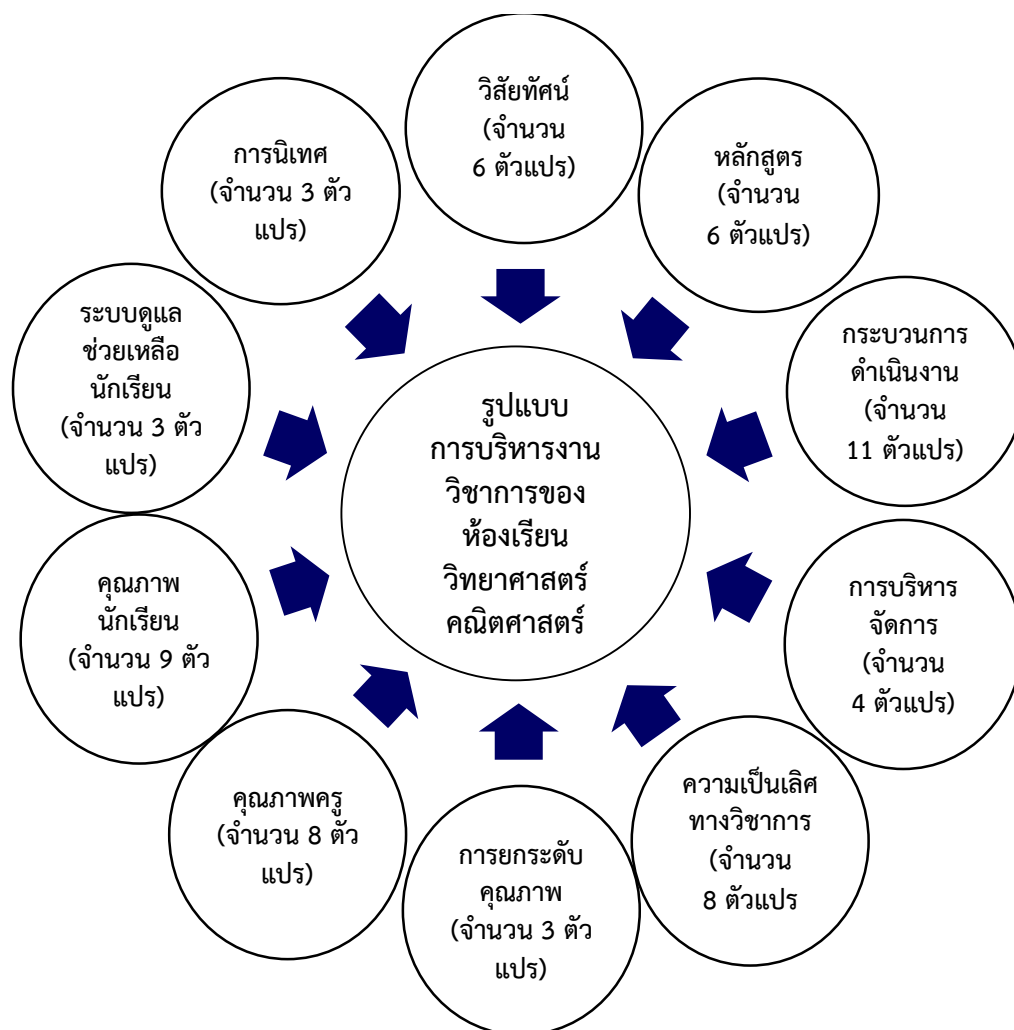 วิสัยทัศน์
(จำนวน
6 ตัวแปร)
หลักสูตร
(จำนวน
6 ตัวแปร)
กระบวนการ
ดำเนินงาน
(จำนวน
11 ตัวแปร)
การบริหาร
จัดการ
(จำนวน
4 ตัวแปร)
ความเป็นเลิศ
ทางวิชาการ
(จำนวน
8 ตัวแปร
การยกระดับ
คุณภาพ
(จำนวน 3 ตัว
แปร)
คุณภาพครู
(จำนวน 8 ตัว
แปร)
คุณภาพ
นักเรียน
(จำนวน 9 ตัว
แปร)
ระบบดูแล
ช่วยเหลือ
นักเรียน
(จำนวน 3 ตัว
แปร)
การนิเทศ
(จำนวน 3 ตัว
แปร)
รูปแบบ
การบริหารงาน
วิชาการของ
ห้องเรียน
วิทยาศาสตร์
คณิตศาสตร์